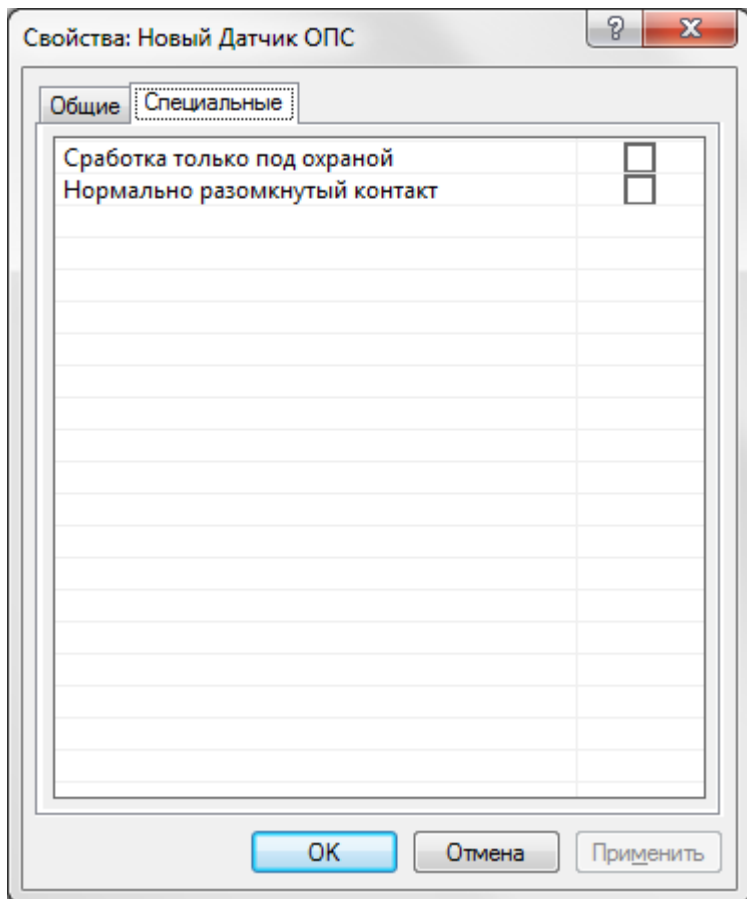 Свойства: Новый Датчик ОПС
Общие Специальные
Сработка только под охраной
Нормально разомкнутый контакт
OK Отмена Применить